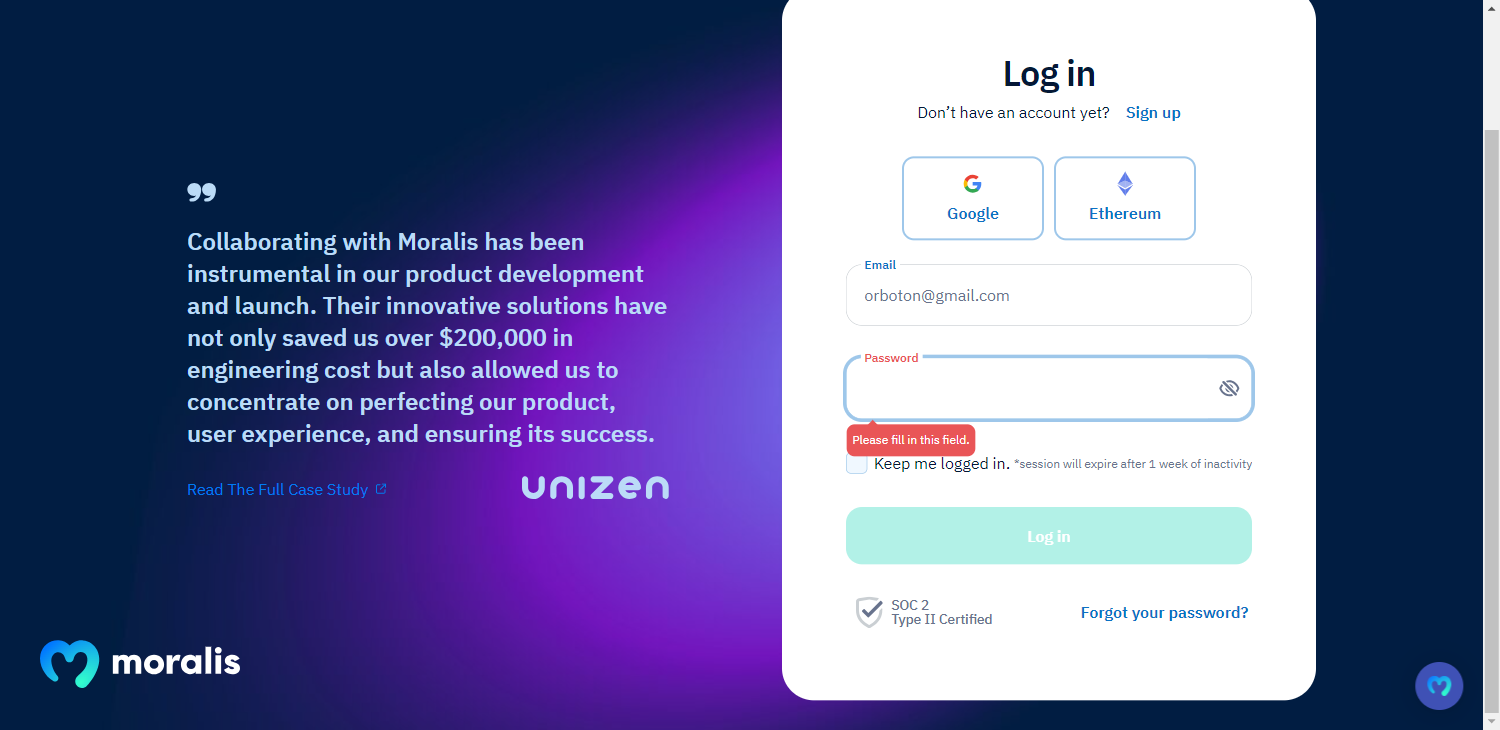 ❞
Collaborating with Moralis has been
instrumental in our product development
and launch. Their innovative solutions have
not only saved us over $200,000 in
engineering cost but also allowed us to
concentrate on perfecting our product,
user experience, and ensuring its success.
Read The Full Case Study
unizen
moralis
Log in
Don’t have an account yet? Sign up
Google
Ethereum
Email
orboton@gmail.com
Password
Please fill in this field.
Keep me logged in. *session will expire after 1 week of inactivity
Log in
SOC 2
Type II Certified
Forgot your password?